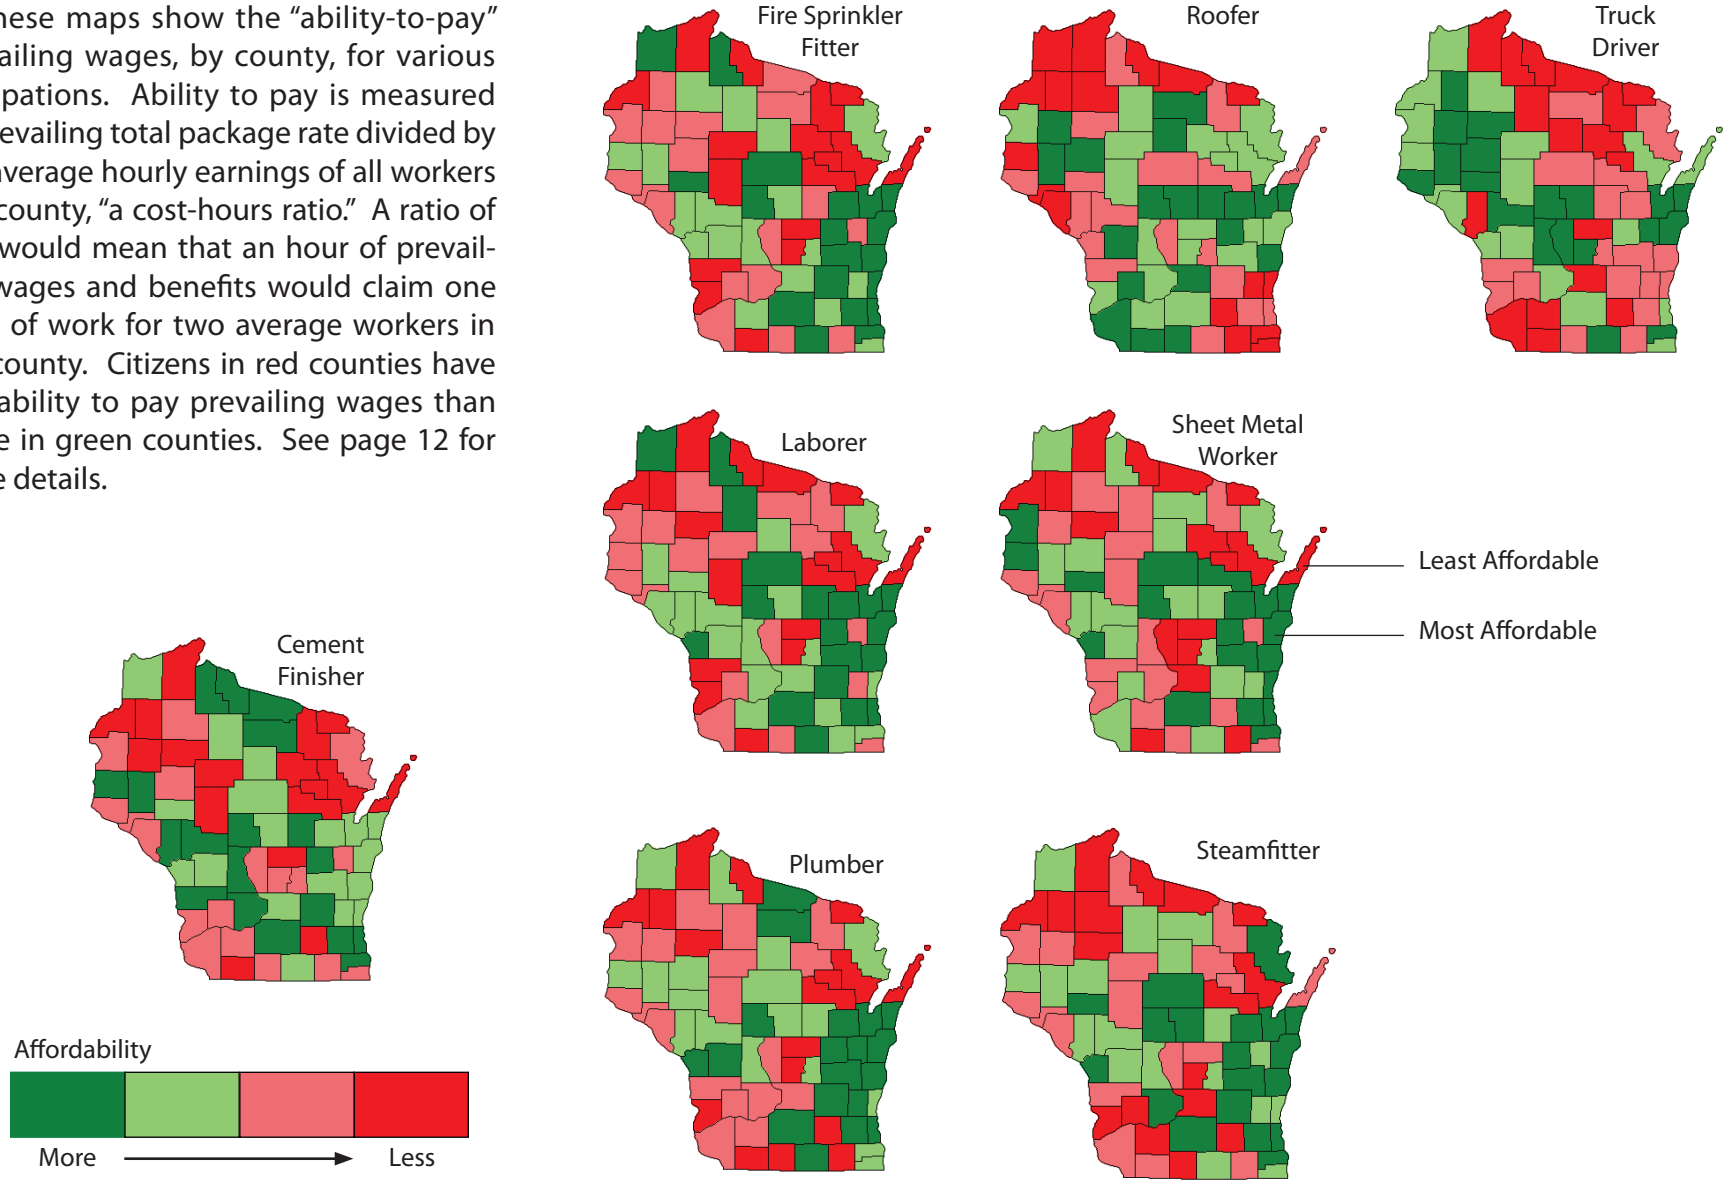 hese maps show the “ability-to-pay”
ailing wages, by county, for various
pations. Ability to pay is measured
revailing total package rate divided by
average hourly earnings of all workers
county, “a cost-hours ratio.” A ratio of
would mean that an hour of prevail-
wages and benefits would claim one
of work for two average workers in
county. Citizens in red counties have
ability to pay prevailing wages than
e in green counties. See page 12 for
e details.
Fire Sprinkler
Fitter
Roofer
Truck
Driver
Laborer
Sheet Metal
Worker
Least Affordable
Most Affordable
Cement
Finisher
Plumber
Steamfitter
Affordability
More
Less